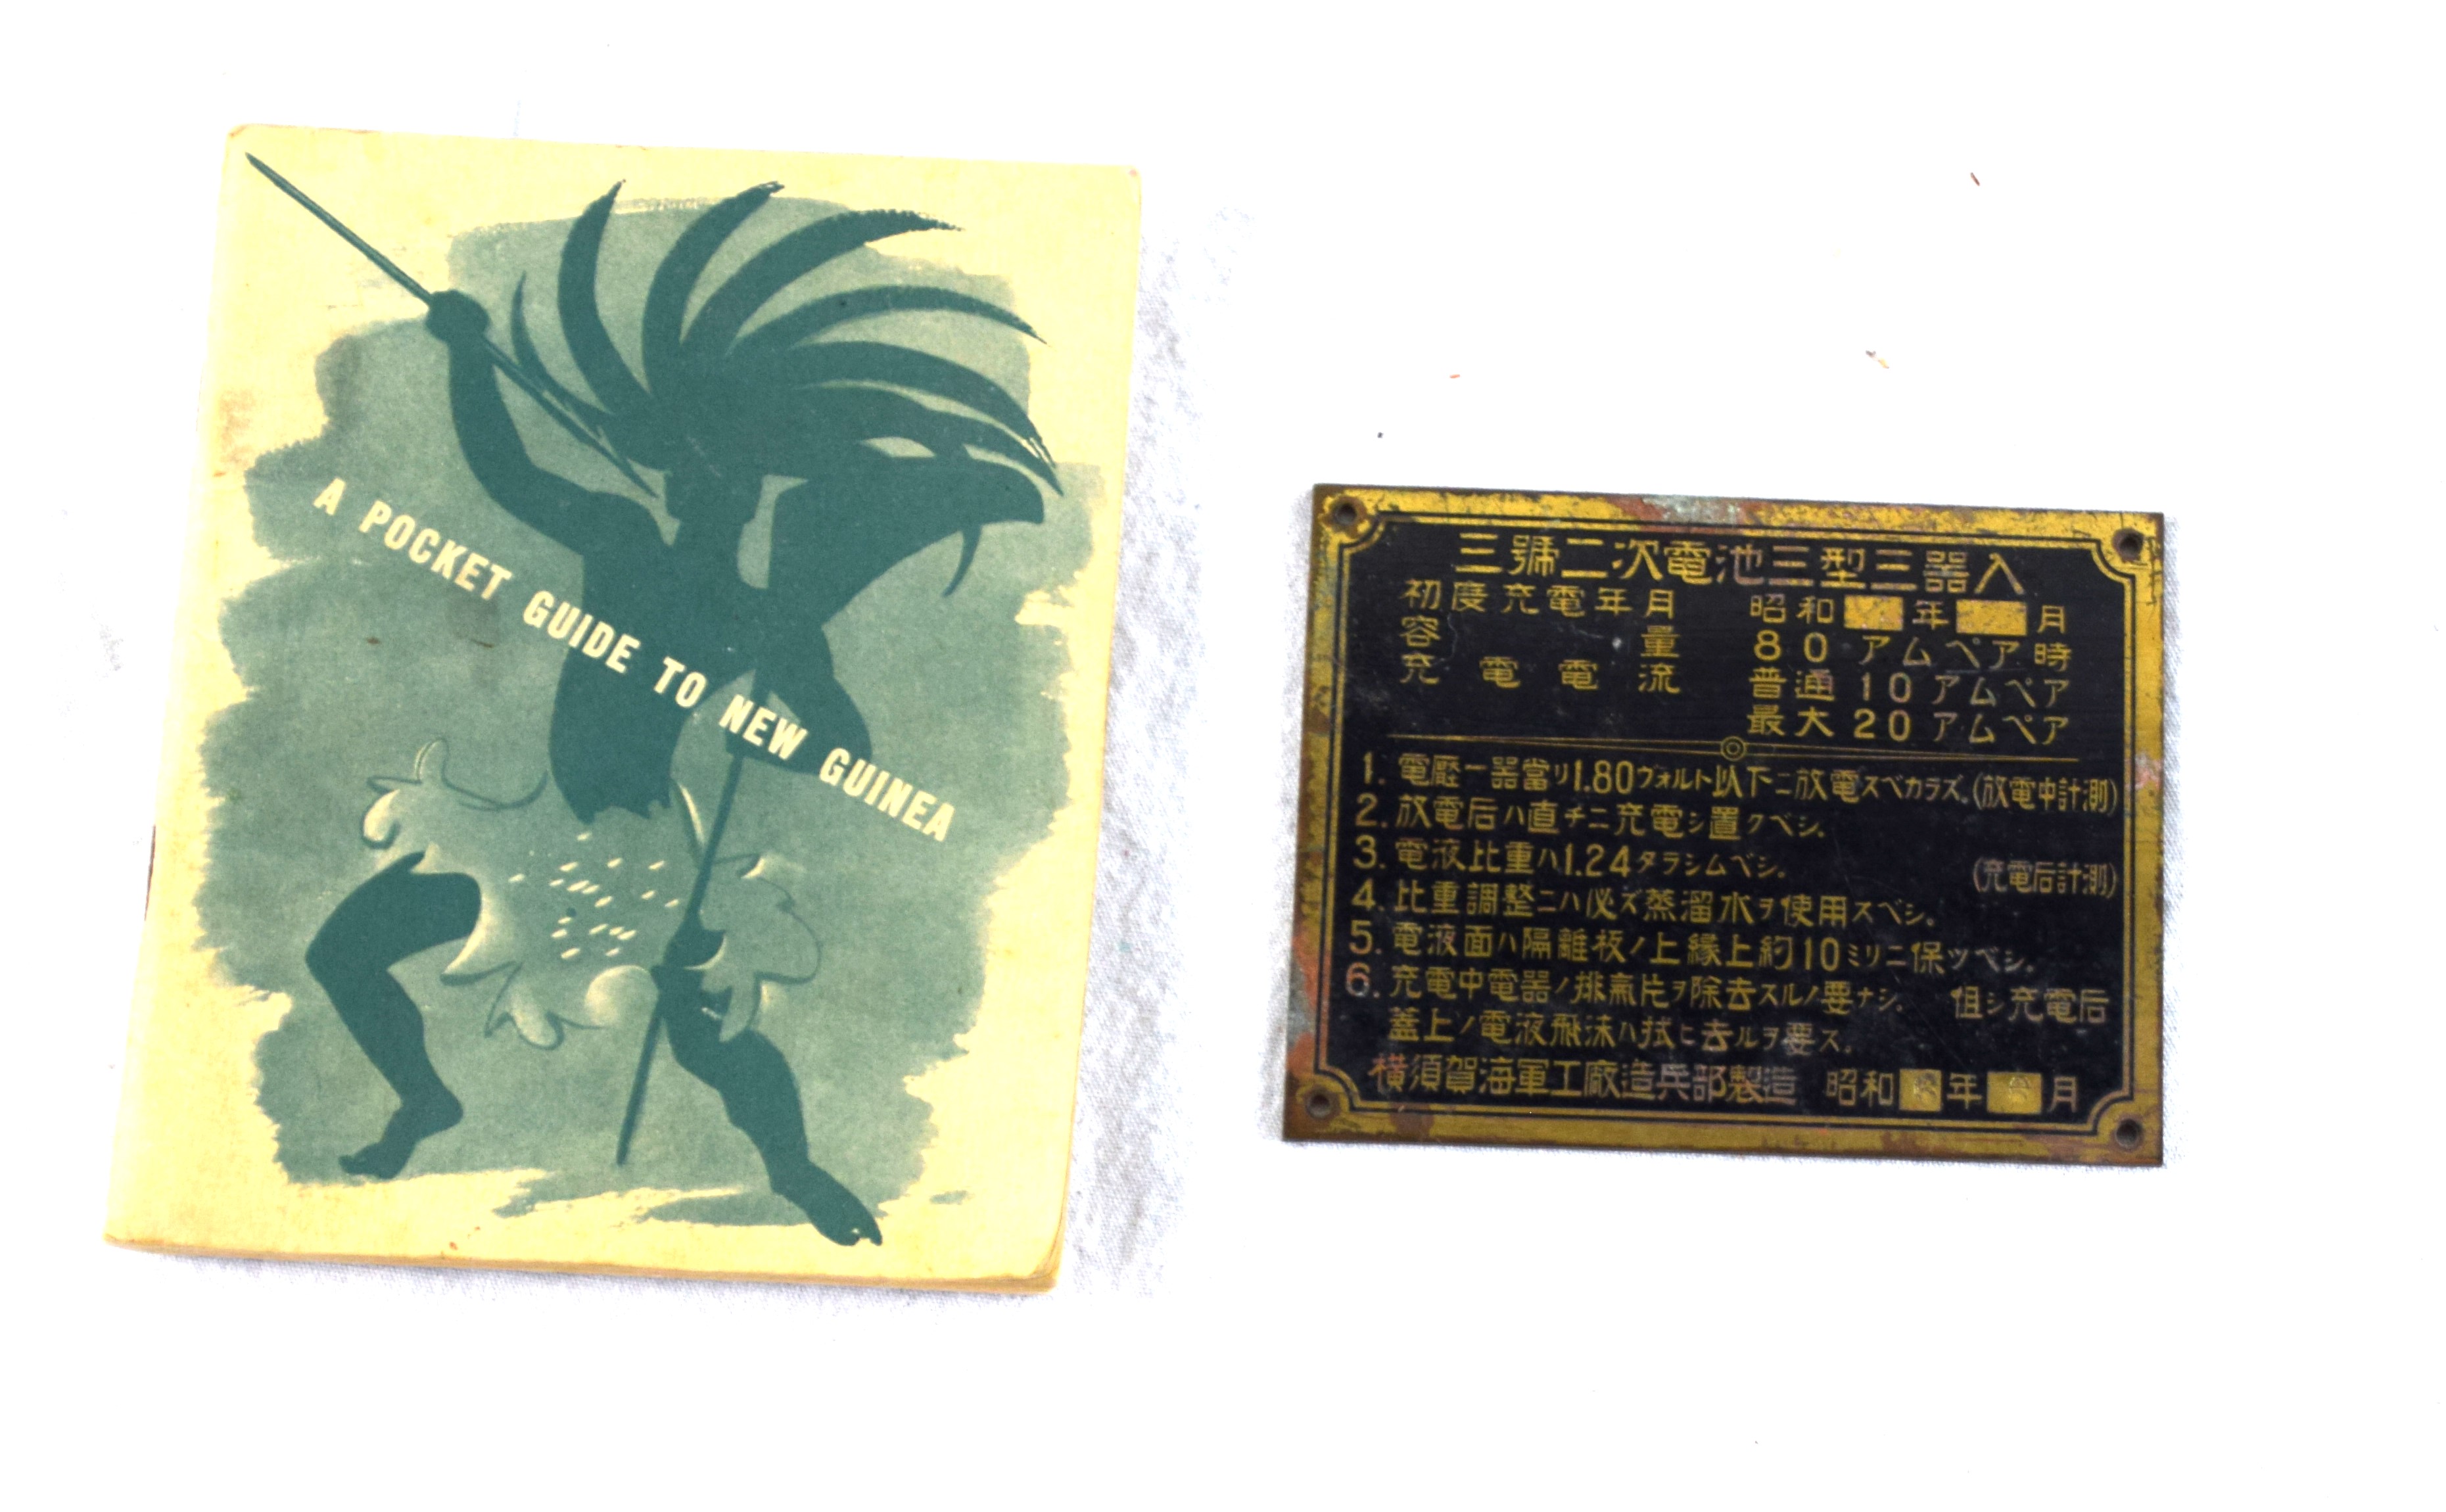 A POCKET GUIDE TO NEW GUINEA
三號二次電池三型三器入
初度充電年月 昭和 年 月
容量 80アムペア時
充電電流 普通10アムペア
最大20アムペア
1. 電壓一器當リ1.80ヴォルト以下ニ放電スベカラズ。(放電中計測)
2. 放電后ハ直チニ充電シ置クベシ。
3. 電液比重ハ1.24タラシムベシ。 (充電后計測)
4. 比重調整ニハ必ズ蒸溜水ヲ使用スベシ。
5. 電液面ハ隔離板ノ上縁上約10ミリニ保ツベシ。
6. 充電中電器ノ排氣栓ヲ除去スルノ要ナシ。 但シ充電后
蓋上ノ電液飛沫ハ拭ヒ去ルヲ要ス。
横須賀海軍工廠造兵部製造 昭和 年 月